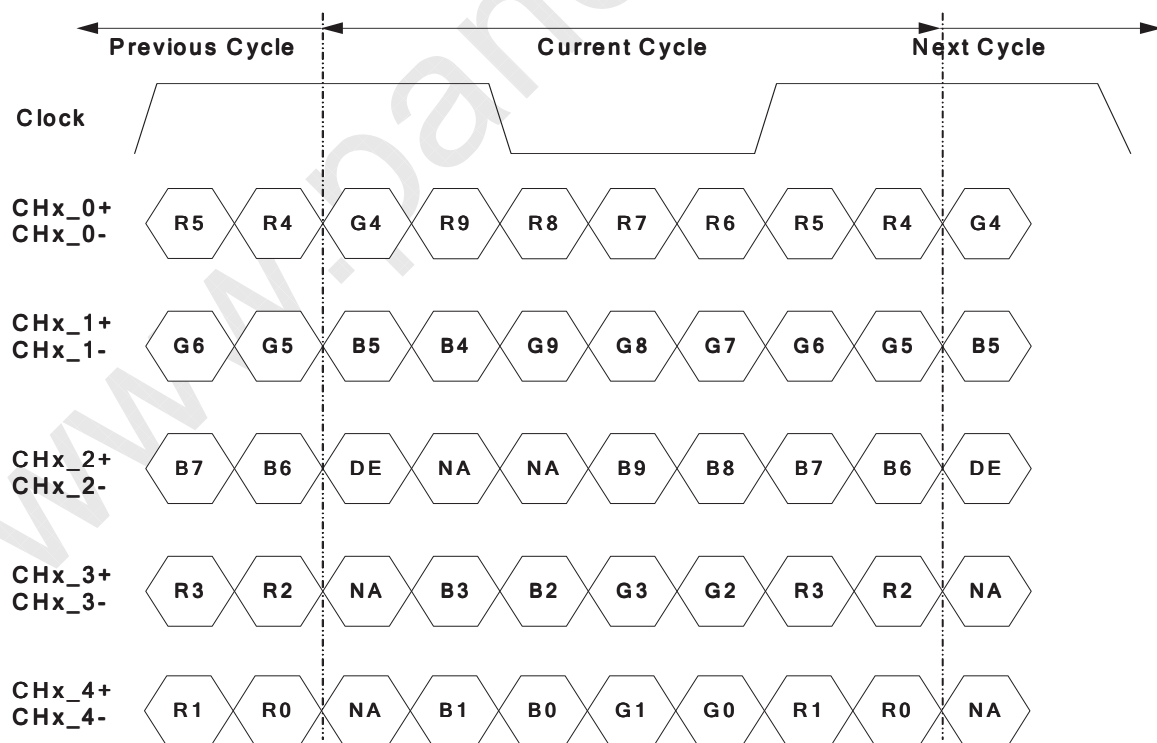 Previous Cycle Current Cycle Next Cycle
Clock
CHx_0+
CHx_0-
R5 R4 G4 R9 R8 R7 R6 R5 R4 G4
CHx_1+
CHx_1-
G6 G5 B5 B4 G9 G8 G7 G6 G5 B5
CHx_2+
CHx_2-
B7 B6 DE NA NA B9 B8 B7 B6 DE
CHx_3+
CHx_3-
R3 R2 NA B3 B2 G3 G2 R3 R2 NA
CHx_4+
CHx_4-
R1 R0 NA B1 B0 G1 G0 R1 R0 NA